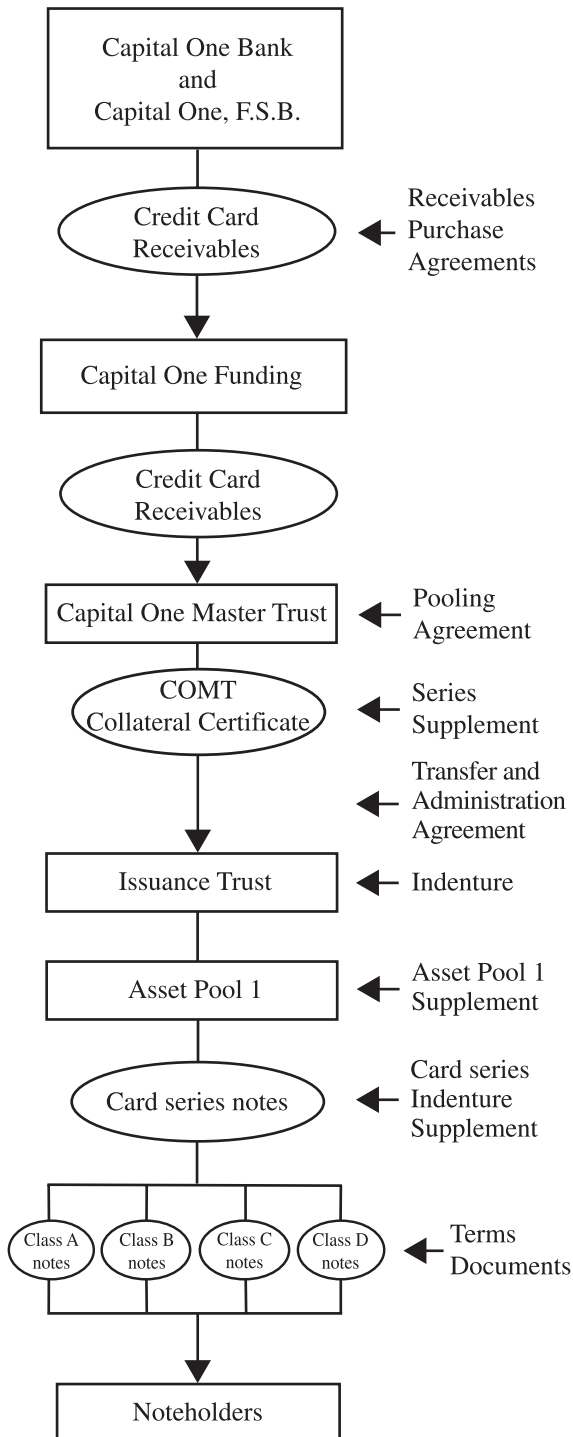 Capital One Bank
and
Capital One, F.S.B.
Credit Card
Receivables
Receivables
Purchase
Agreements
Capital One Funding
Credit Card
Receivables
Capital One Master Trust
Pooling
Agreement
COMT
Collateral Certificate
Series
Supplement
Transfer and
Administration
Agreement
Issuance Trust
Indenture
Asset Pool 1
Asset Pool 1
Supplement
Card series notes
Card series
Indenture
Supplement
Class A
notes
Class B
notes
Class C
notes
Class D
notes
Terms
Documents
Noteholders